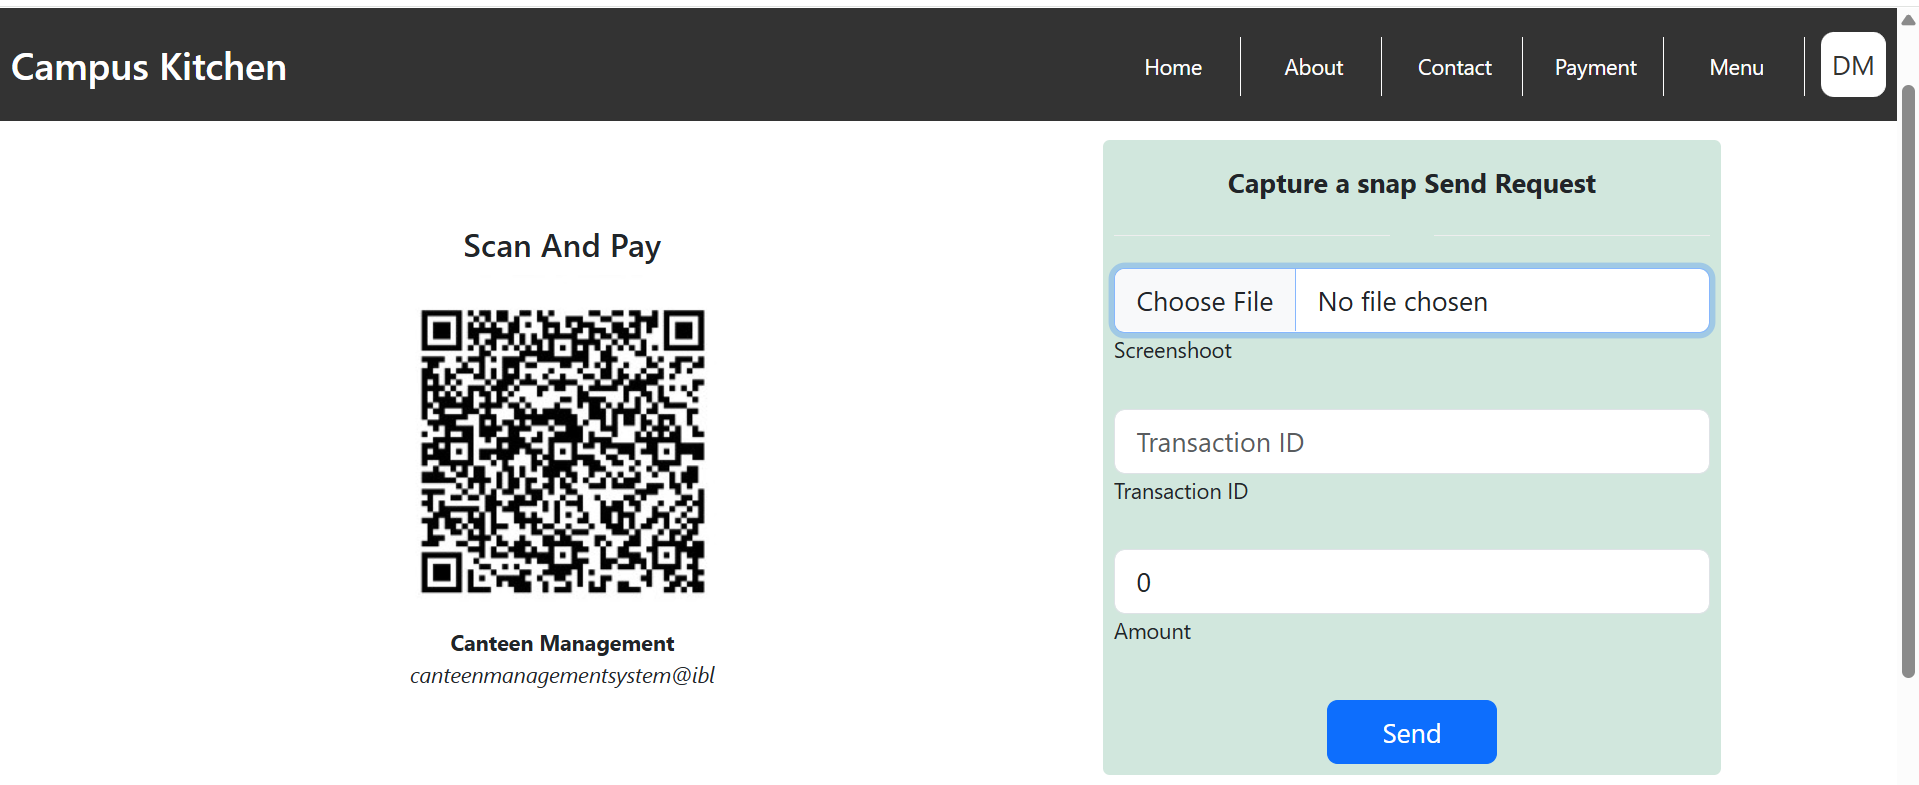 Campus Kitchen
Home
About
Contact
Payment
Menu
DM
Scan And Pay
Canteen Management
canteenmanagementsystem@ibl
Capture a snap Send Request
Choose File
No file chosen
Screenshoot
Transaction ID
Transaction ID
0
Amount
Send